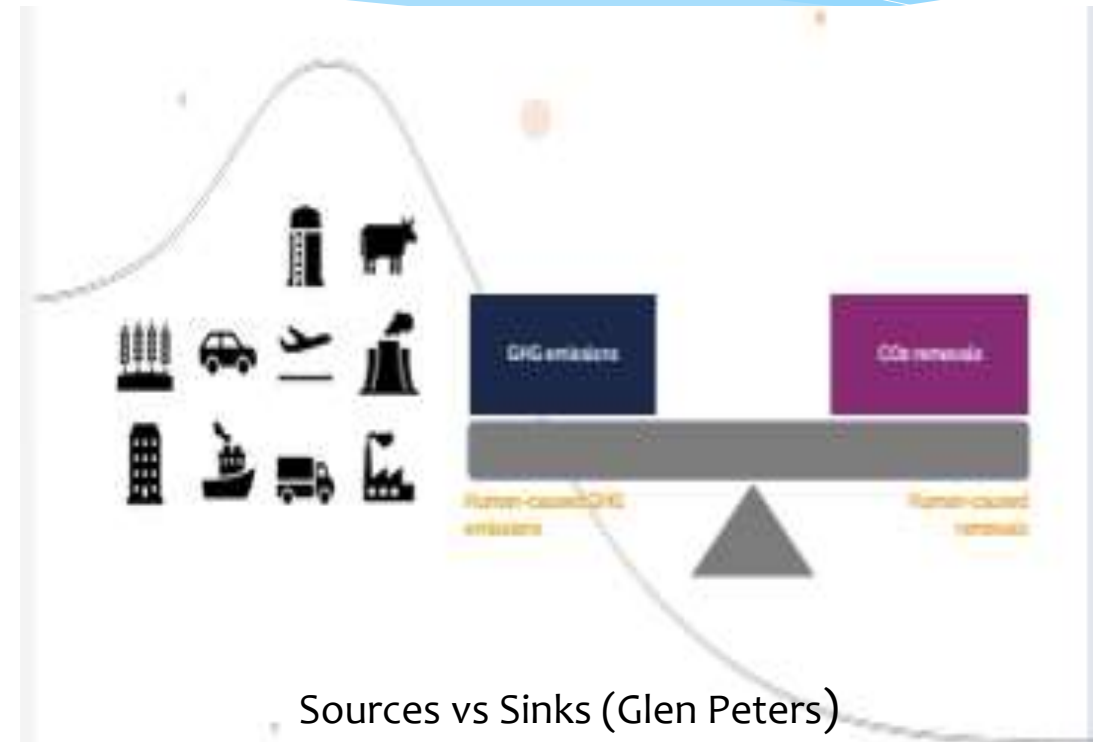 GHG emissions
CO₂ removals
Human-caused GHG
emissions
Human-caused
removals
Sources vs Sinks (Glen Peters)